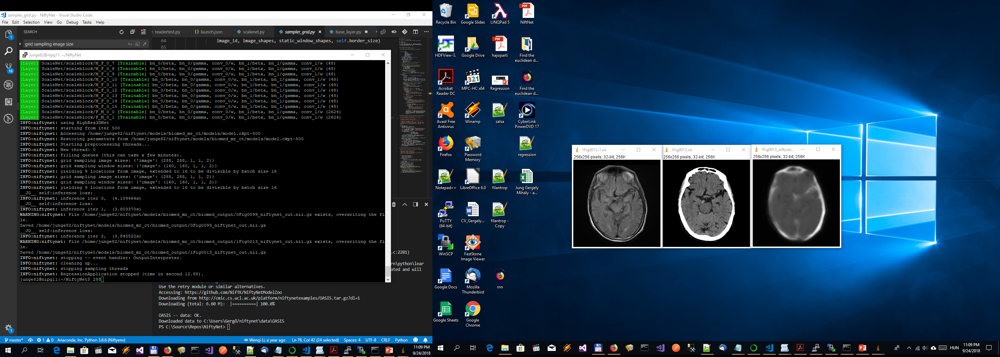 sampler_grid.py - NiftyNet - Visual Studio Code
File Edit Selection View Go Debug Tasks Help
SEARCH
readertest.py
launch.json
scalenet.py
sampler_grid.py
base_layer.py
grid sampling image size
64 image_id, image_shapes, static_window_shapes, self.border_size)
65
junge82@nipg11: ~/NiftyNet
[Layer] ScaleNet/scaleblock/M_F_0_7 [Trainable] bn_0/beta, bn_0/gamma, conv_0/w, bn_1/beta, bn_1/gamma, conv_1/w (48)
[Layer] ScaleNet/scaleblock/M_F_0_8 [Trainable] bn_0/beta, bn_0/gamma, conv_0/w, bn_1/beta, bn_1/gamma, conv_1/w (48)
[Layer] ScaleNet/scaleblock/M_F_0_9 [Trainable] bn_0/beta, bn_0/gamma, conv_0/w, bn_1/beta, bn_1/gamma, conv_1/w (48)
[Layer] ScaleNet/scaleblock/M_F_0_10 [Trainable] bn_0/beta, bn_0/gamma, conv_0/w, bn_1/beta, bn_1/gamma, conv_1/w (48)
[Layer] ScaleNet/scaleblock/M_F_0_11 [Trainable] bn_0/beta, bn_0/gamma, conv_0/w, bn_1/beta, bn_1/gamma, conv_1/w (48)
[Layer] ScaleNet/scaleblock/M_F_0_12 [Trainable] bn_0/beta, bn_0/gamma, conv_0/w, bn_1/beta, bn_1/gamma, conv_1/w (48)
[Layer] ScaleNet/scaleblock/M_F_0_13 [Trainable] bn_0/beta, bn_0/gamma, conv_0/w, bn_1/beta, bn_1/gamma, conv_1/w (48)
[Layer] ScaleNet/scaleblock/M_F_0_14 [Trainable] bn_0/beta, bn_0/gamma, conv_0/w, bn_1/beta, bn_1/gamma, conv_1/w (48)
[Layer] ScaleNet/scaleblock/M_F_0_15 [Trainable] bn_0/beta, bn_0/gamma, conv_0/w, bn_1/beta, bn_1/gamma, conv_1/w (48)
[Layer] ScaleNet/scaleblock/F_M_0_0 [Trainable] bn_0/beta, bn_0/gamma, conv_0/w, bn_1/beta, bn_1/gamma, conv_1/w (2624)
[Layer] ScaleNet/scaleblock/F_M_0_1 [Trainable] bn_0/beta, bn_0/gamma, conv_0/w, bn_1/beta, bn_1/gamma, conv_1/w (2624)
INFO:niftynet: using HighRes3DNet
INFO:niftynet: starting from iter 500
INFO:niftynet: Accessing /home/junge82/niftynet/models/biomed_mr_ct/models/model.ckpt-500
INFO:niftynet: Restoring parameters from /home/junge82/niftynet/models/biomed_mr_ct/models/model.ckpt-500
INFO:niftynet: Starting preprocessing threads...
INFO:niftynet: New thread: 0
INFO:niftynet: filling queues (this can take a few minutes).
INFO:niftynet: grid sampling image sizes: {'image': (288, 288, 1, 1, 2)}
INFO:niftynet: grid sampling window sizes: {'image': (160, 160, 1, 1, 2)}
INFO:niftynet: yielding 9 locations from image, extended to 16 to be divisible by batch size 16
INFO:niftynet: grid sampling image sizes: {'image': (288, 288, 1, 1, 2)}
INFO:niftynet: grid sampling window sizes: {'image': (160, 160, 1, 1, 2)}
INFO:niftynet: yielding 9 locations from image, extended to 16 to be divisible by batch size 16
__JG__ self:inference loss:
INFO:niftynet: inference iter 0, (4.109464s)
__JG__ self:inference loss:
INFO:niftynet: inference iter 1, (3.803370s)
WARNING:niftynet: File /home/junge82/niftynet/models/biomed_mr_ct/biomed_output/0Fig0099_niftynet_out.nii.gz exists, overwriting the fi
le.
Saved /home/junge82/niftynet/models/biomed_mr_ct/biomed_output/0Fig0099_niftynet_out.nii.gz
__JG__ self:inference loss:
INFO:niftynet: inference iter 2, (3.845522s)
WARNING:niftynet: File /home/junge82/niftynet/models/biomed_mr_ct/biomed_output/1Fig0013_niftynet_out.nii.gz exists, overwriting the fi
le.
Saved /home/junge82/niftynet/models/biomed_mr_ct/biomed_output/1Fig0013_niftynet_out.nii.gz
INFO:niftynet: stopping -- event handler: OutputInterpreter.
INFO:niftynet: cleaning up...
INFO:niftynet: stopping sampling threads
INFO:niftynet: RegressionApplication stopped (time in second 12.88).
junge82@nipg11:~/NiftyNet$ 288
.c:2281)
rn\python\lear
ated and will
Use the retry module or similar alternatives.
Accessing: https://github.com/NifTK/NiftyNetModelZoo
Downloading from http://cmic.cs.ucl.ac.uk/platform/niftynetexamples/OASIS.tar.gz?dl=1
Downloading (total: 6.60 M): |==========| 100.0%
OASIS -- data: OK.
Downloaded data to C:\Users\Gergő/niftynet\data\OASIS
PS C:\Source\Repos\NiftyNet>
1
18
1
master* 1 0 Anaconda, Inc. Python 3.6.6 (Niftyenv) Wenqi Li, a year ago Ln 76, Col 42 (24 selected) Spaces: 4 UTF-8 CRLF Python
11:09 PM
9/24/2018
Recycle Bin
Google Slides
LINQPad 5
PDF
NiftNet
HDF
HDFView-3.
Google Drive
PDF
hajoparti
Find the
euclidean d...
Acrobat
Reader DC
321
MPC-HC x64
Regression
Find the
euclidean d...
Avast Free
Antivirus
Winamp
salsa
CyberLink
PowerDVD 17
Firefox
Password
Memory
regression
Notepad++
LibreOffice 6.0
filantrop
Jung Gergely
Mihály - a...
PuTTY
(64-bit)
CV_Gergely...
filantrop -
Copy
WinSCP
FastStone
Image Viewer
Google Docs
Mozilla
Thunderbird
rnn
Google Sheets
Google
Chrome
1Fig0013-1.nii
256x256 pixels; 32-bit; 256K
1Fig0013.nii
256x256 pixels; 32-bit; 256K
1Fig0013_niftyne...
256x256 pixels; 32-bit; 256K
HUN
11:09 PM
9/24/2018